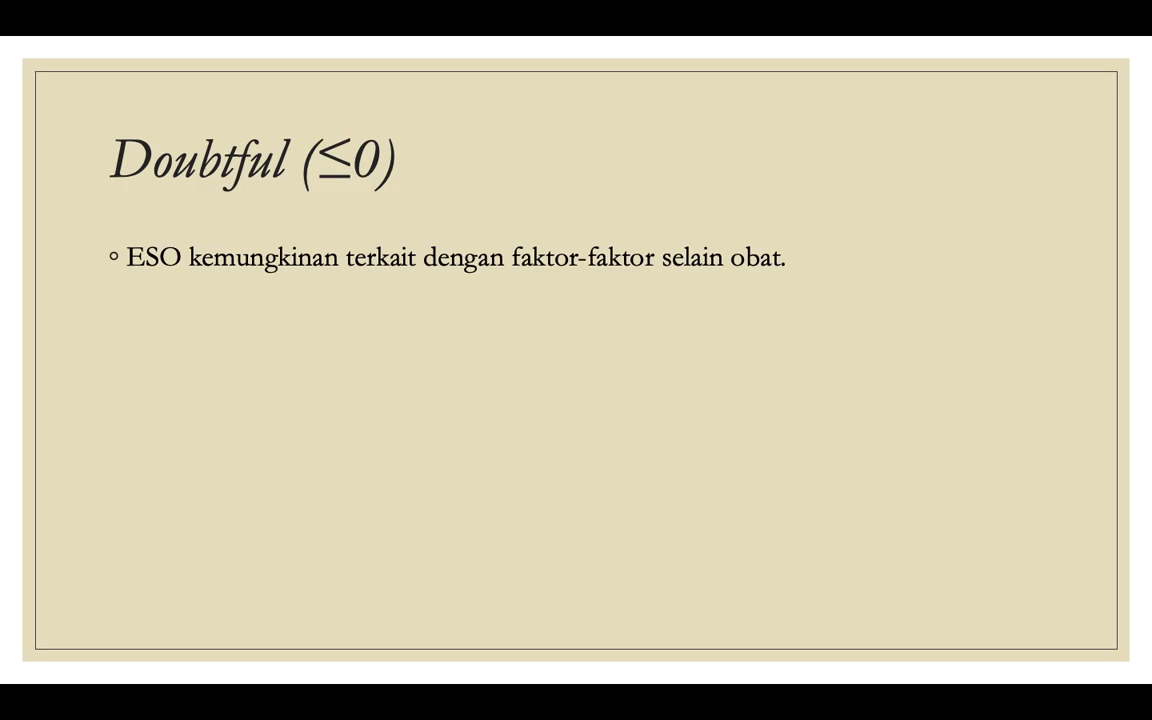 Doubtful (≤0)
◦ ESO kemungkinan terkait dengan faktor-faktor selain obat.